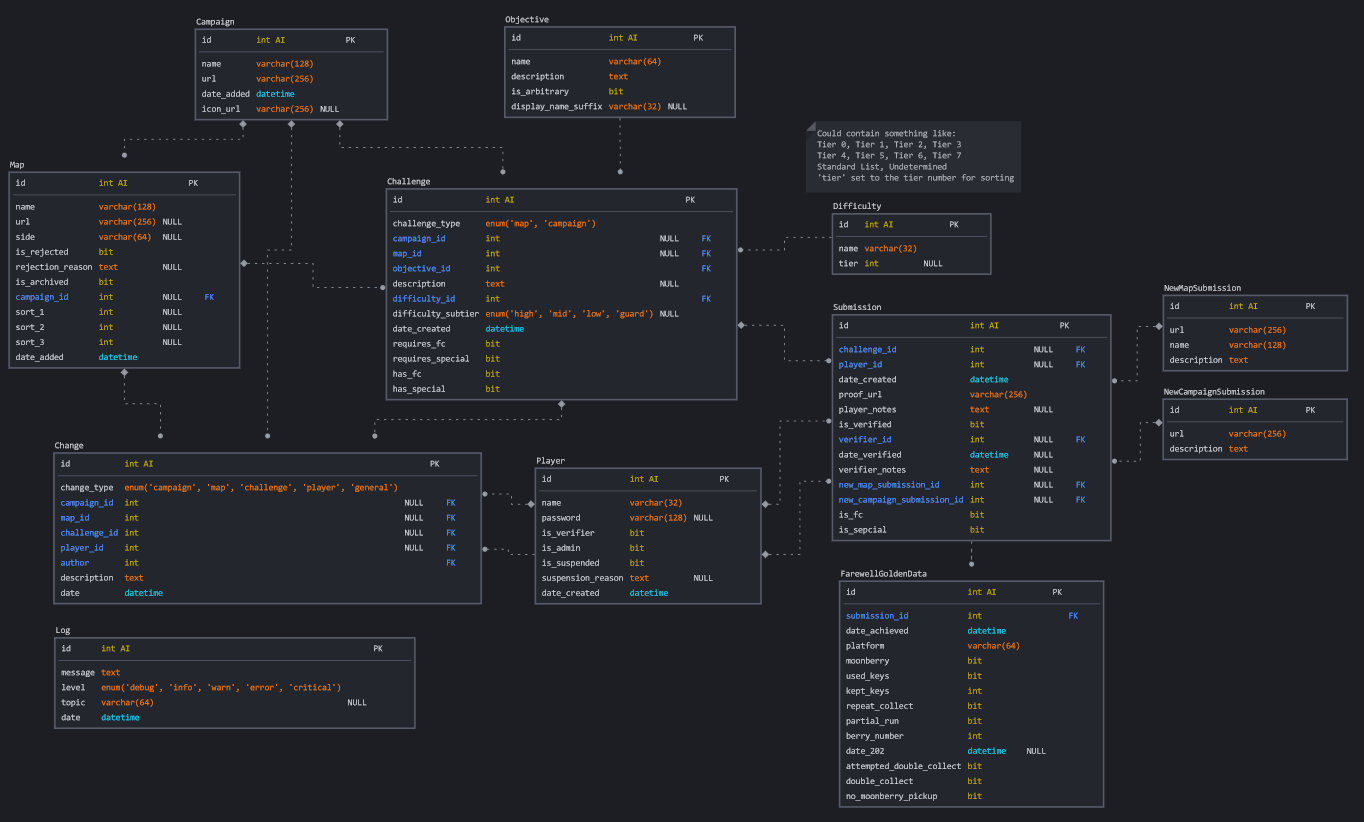 Campaign
id int AI PK
name varchar(128)
url varchar(256)
date_added datetime
icon_url varchar(256) NULL
Objective
id int AI PK
name varchar(64)
description text
is_arbitrary bit
display_name_suffix varchar(32) NULL
Could contain something like:
Tier 0, Tier 1, Tier 2, Tier 3
Tier 4, Tier 5, Tier 6, Tier 7
Standard List, Undetermined
'tier' set to the tier number for sorting
Map
id int AI PK
name varchar(128)
url varchar(256) NULL
side varchar(64) NULL
is_rejected bit
rejection_reason text NULL
is_archived bit
campaign_id int NULL FK
sort_1 int NULL
sort_2 int NULL
sort_3 int NULL
date_added datetime
Challenge
id int AI PK
challenge_type enum('map', 'campaign')
campaign_id int NULL FK
map_id int NULL FK
objective_id int FK
description text NULL
difficulty_id int FK
difficulty_subtier enum('high', 'mid', 'low', 'guard') NULL
date_created datetime
requires_fc bit
requires_special bit
has_fc bit
has_special bit
Difficulty
id int AI PK
name varchar(32)
tier int NULL
Submission
id int AI PK
challenge_id int NULL FK
player_id int NULL FK
date_created datetime
proof_url varchar(256)
player_notes text NULL
is_verified bit
verifier_id int NULL FK
date_verified datetime NULL
verifier_notes text NULL
new_map_submission_id int NULL FK
new_campaign_submission_id int NULL FK
is_fc bit
is_sepcial bit
NewMapSubmission
id int AI PK
url varchar(256)
name varchar(128)
description text
NewCampaignSubmission
id int AI PK
url varchar(256)
description text
Change
id int AI PK
change_type enum('campaign', 'map', 'challenge', 'player', 'general')
campaign_id int NULL FK
map_id int NULL FK
challenge_id int NULL FK
player_id int NULL FK
author int FK
description text
date datetime
Player
id int AI PK
name varchar(32)
password varchar(128) NULL
is_verifier bit
is_admin bit
is_suspended bit
suspension_reason text NULL
date_created datetime
FarewellGoldenData
id int AI PK
submission_id int FK
date_achieved datetime
platform varchar(64)
moonberry bit
used_keys bit
kept_keys int
repeat_collect bit
partial_run bit
berry_number int
date_202 datetime NULL
attempted_double_collect bit
double_collect bit
no_moonberry_pickup bit
Log
id int AI PK
message text
level enum('debug', 'info', 'warn', 'error', 'critical')
topic varchar(64) NULL
date datetime